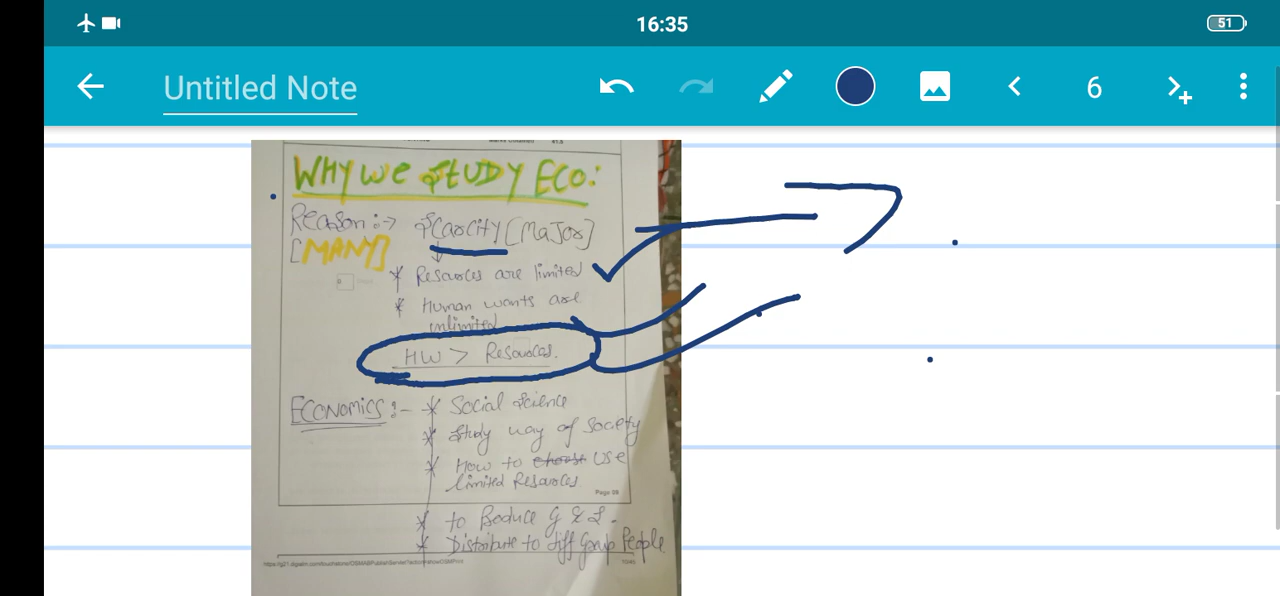 16:35
51
Untitled Note
6
WHY we STUDY ECO:
Reason :-> Scarcity [Major]
[MANY]
* Resources are limited
* Human wants are
unlimited
HW > Resources.
ECONOMICS :- * Social Science
* Study way of Society
* How to choose use
limited Resources
Page 26
* to Produce G & S.
* Distribute to diff Group People